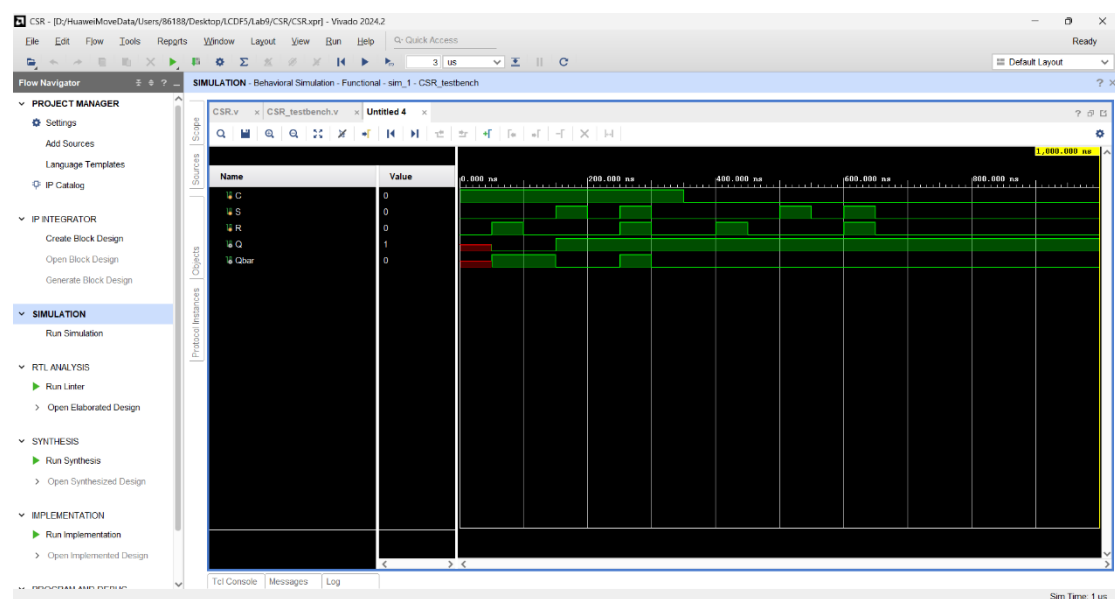 CSR - [D:/HuaweiMoveData/Users/86188/Desktop/LCDF5/Lab9/CSR/CSR.xpr] - Vivado 2024.2
File Edit Flow Tools Reports Window Layout View Run Help Q- Quick Access Ready
3 us Default Layout
Flow Navigator SIMULATION - Behavioral Simulation - Functional - sim_1 - CSR_testbench
PROJECT MANAGER
Settings
Add Sources
Language Templates
IP Catalog
IP INTEGRATOR
Create Block Design
Open Block Design
Generate Block Design
SIMULATION
Run Simulation
RTL ANALYSIS
Run Linter
Open Elaborated Design
SYNTHESIS
Run Synthesis
Open Synthesized Design
IMPLEMENTATION
Run Implementation
Open Implemented Design
PROGRAM AND DEBUG
Scope
Sources
Objects
Protocol Instances
CSR.v CSR_testbench.v Untitled 4
1,000.000 ns
Name Value 0.000 ns 200.000 ns 400.000 ns 600.000 ns 800.000 ns
C 0
S 0
R 0
Q 1
Qbar 0
Tcl Console Messages Log
Sim Time: 1 us